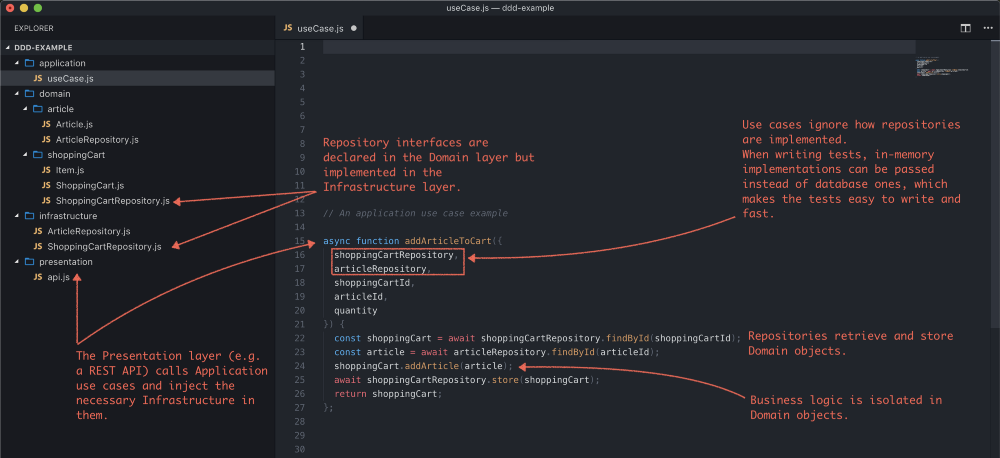 useCase.js — ddd-example
EXPLORER
DDD-EXAMPLE
application
JS useCase.js
domain
article
JS Article.js
JS ArticleRepository.js
shoppingCart
JS Item.js
JS ShoppingCart.js
JS ShoppingCartRepository.js
infrastructure
JS ArticleRepository.js
JS ShoppingCartRepository.js
presentation
JS api.js
The Presentation layer (e.g.
a REST API) calls Application
use cases and inject the
necessary Infrastructure in
them.
JS useCase.js
1
2
3
4
5
6
7
8
9
10
11
12
13 // An application use case example
14
15 async function addArticleToCart({
16 shoppingCartRepository,
17 articleRepository,
18 shoppingCartId,
19 articleId,
20 quantity
21 }) {
22 const shoppingCart = await shoppingCartRepository.findById(shoppingCartId);
23 const article = await articleRepository.findById(articleId);
24 shoppingCart.addArticle(article);
25 await shoppingCartRepository.store(shoppingCart);
26 return shoppingCart;
27 };
28
29
30
Repository interfaces are
declared in the Domain layer but
implemented in the
Infrastructure layer.
Use cases ignore how repositories
are implemented.
When writing tests, in-memory
implementations can be passed
instead of database ones, which
makes the tests easy to write and
fast.
Repositories retrieve and store
Domain objects.
Business logic is isolated in
Domain objects.